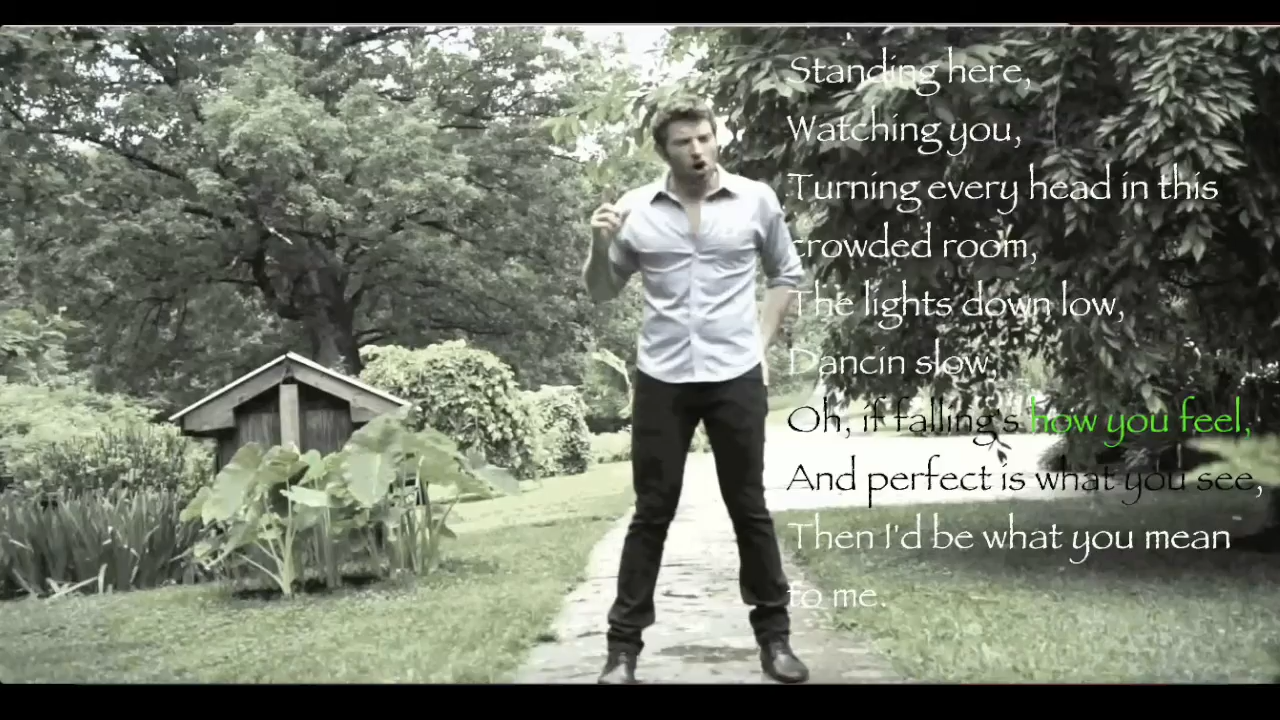 Standing here,
Watching you,
Turning every head in this
crowded room,
The lights down low,
Dancin slow,
Oh, if falling's how you feel,
And perfect is what you see,
Then I'd be what you mean
to me.